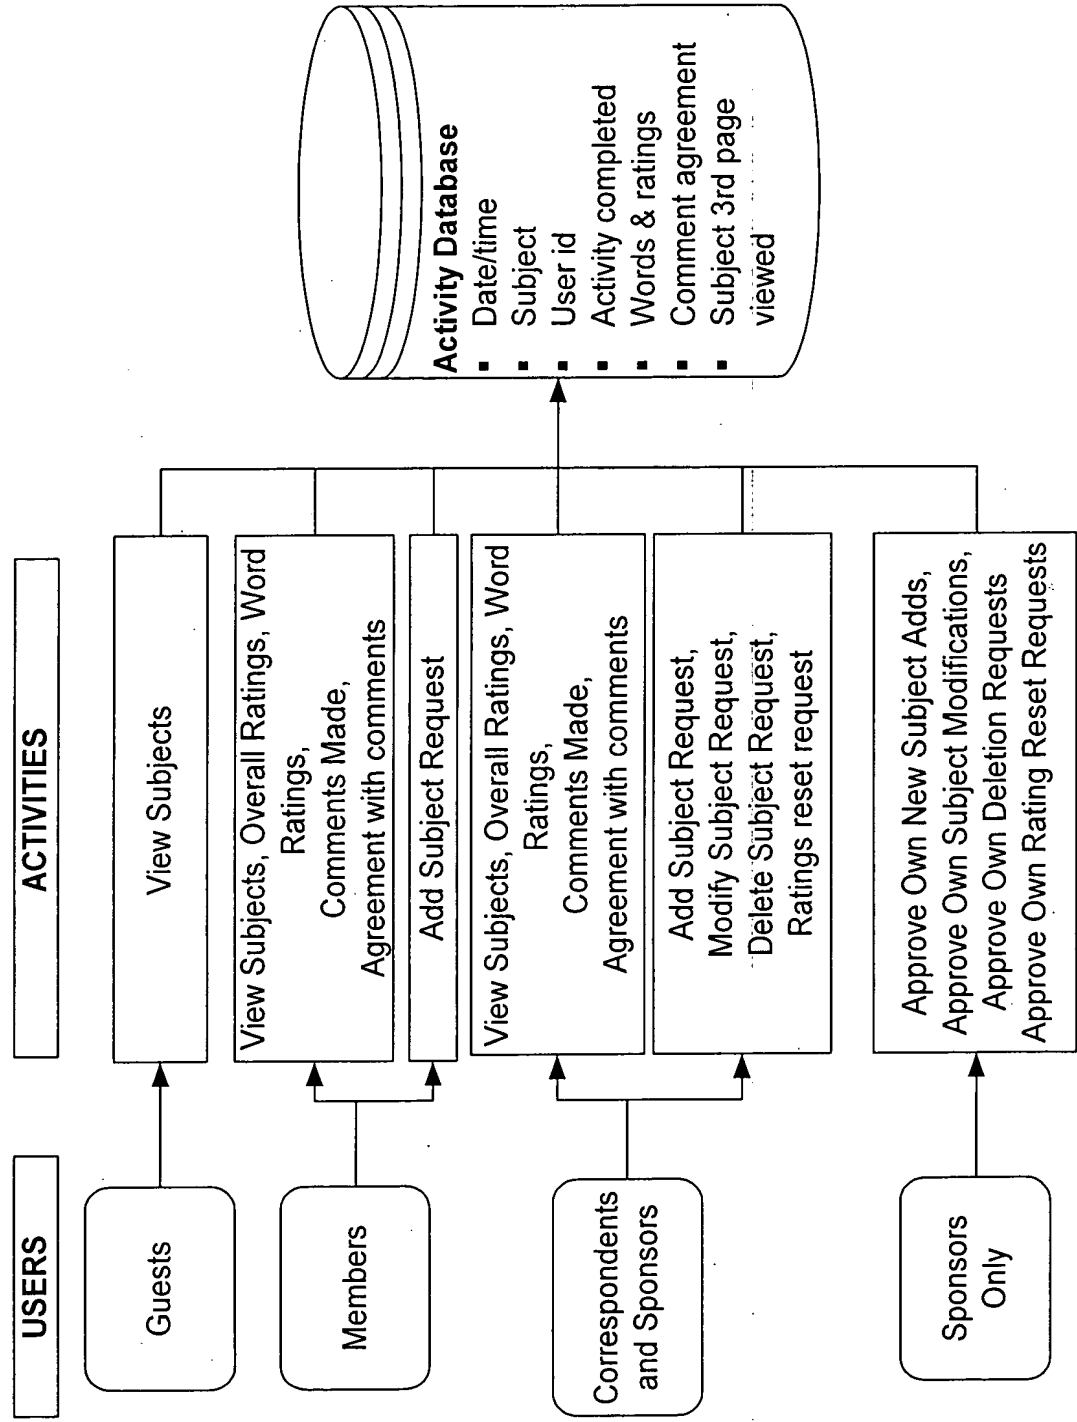 USERS
ACTIVITIES
Guests
View Subjects
Members
View Subjects, Overall Ratings, Word
Ratings,
Comments Made,
Agreement with comments
Add Subject Request
Correspondents
and Sponsors
View Subjects, Overall Ratings, Word
Ratings,
Comments Made,
Agreement with comments
Add Subject Request,
Modify Subject Request,
Delete Subject Request,
Ratings reset request
Sponsors
Only
Approve Own New Subject Adds,
Approve Own Subject Modifications,
Approve Own Deletion Requests
Approve Own Rating Reset Requests
Activity Database
▪ Date/time
▪ Subject
▪ User id
▪ Activity completed
▪ Words & ratings
▪ Comment agreement
▪ Subject 3rd page
viewed